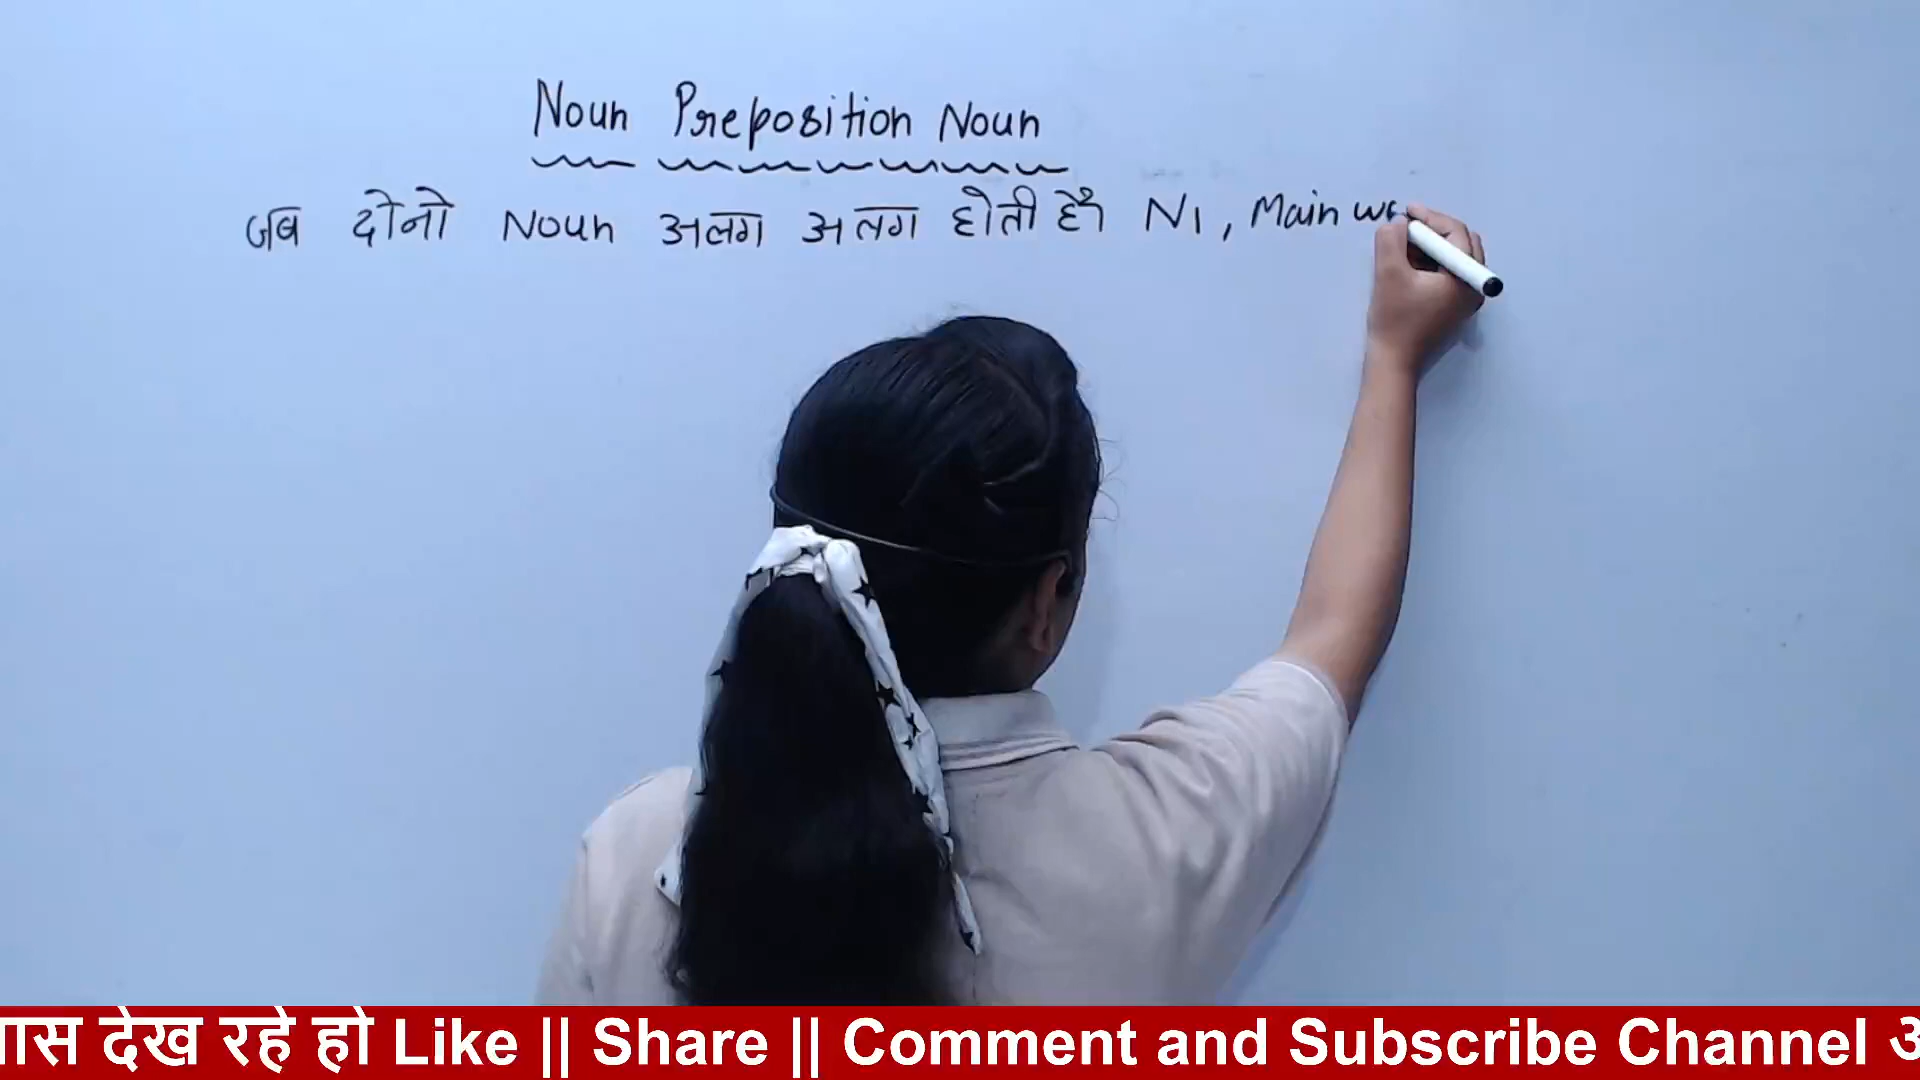 Noun Preposition Noun
जब दोनो Noun अलग अलग होती हैं N1, Main
देख रहे हो Like || Share || Comment and Subscribe Channel